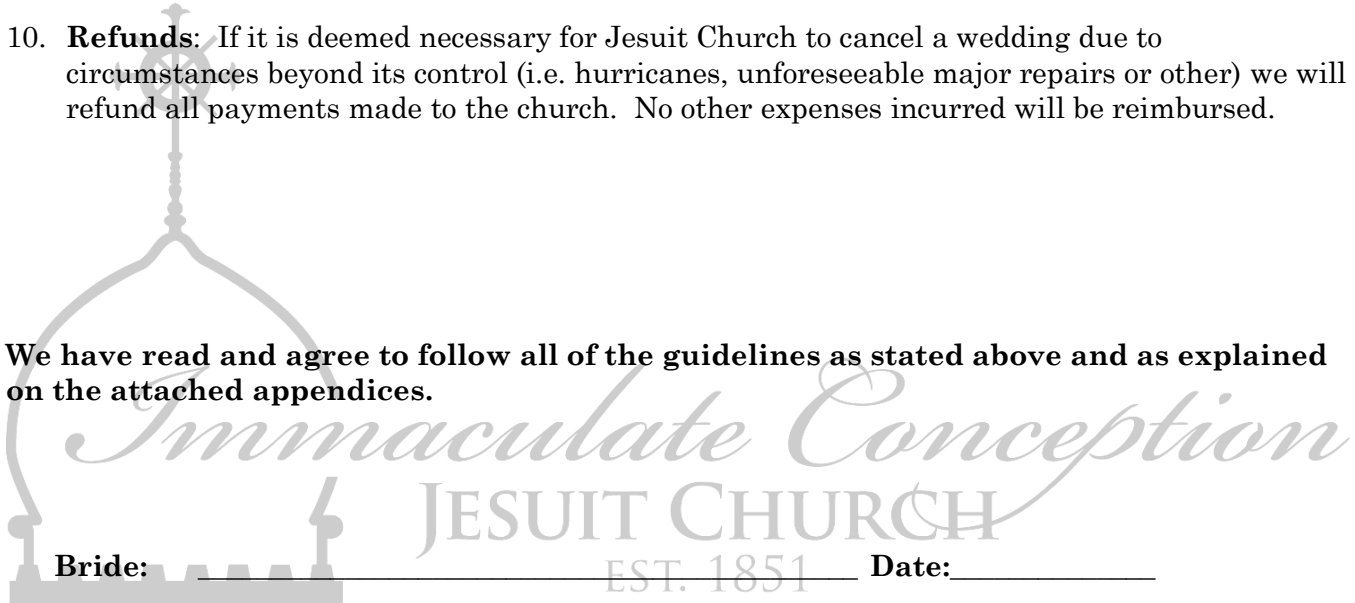 10. Refunds: If it is deemed necessary for Jesuit Church to cancel a wedding due to
circumstances beyond its control (i.e. hurricanes, unforeseeable major repairs or other) we will
refund all payments made to the church. No other expenses incurred will be reimbursed.
We have read and agree to follow all of the guidelines as stated above and as explained
on the attached appendices.
Immaculate Conception
JESUIT CHURCH
EST. 1851
Bride: ____________________________________________ Date:______________